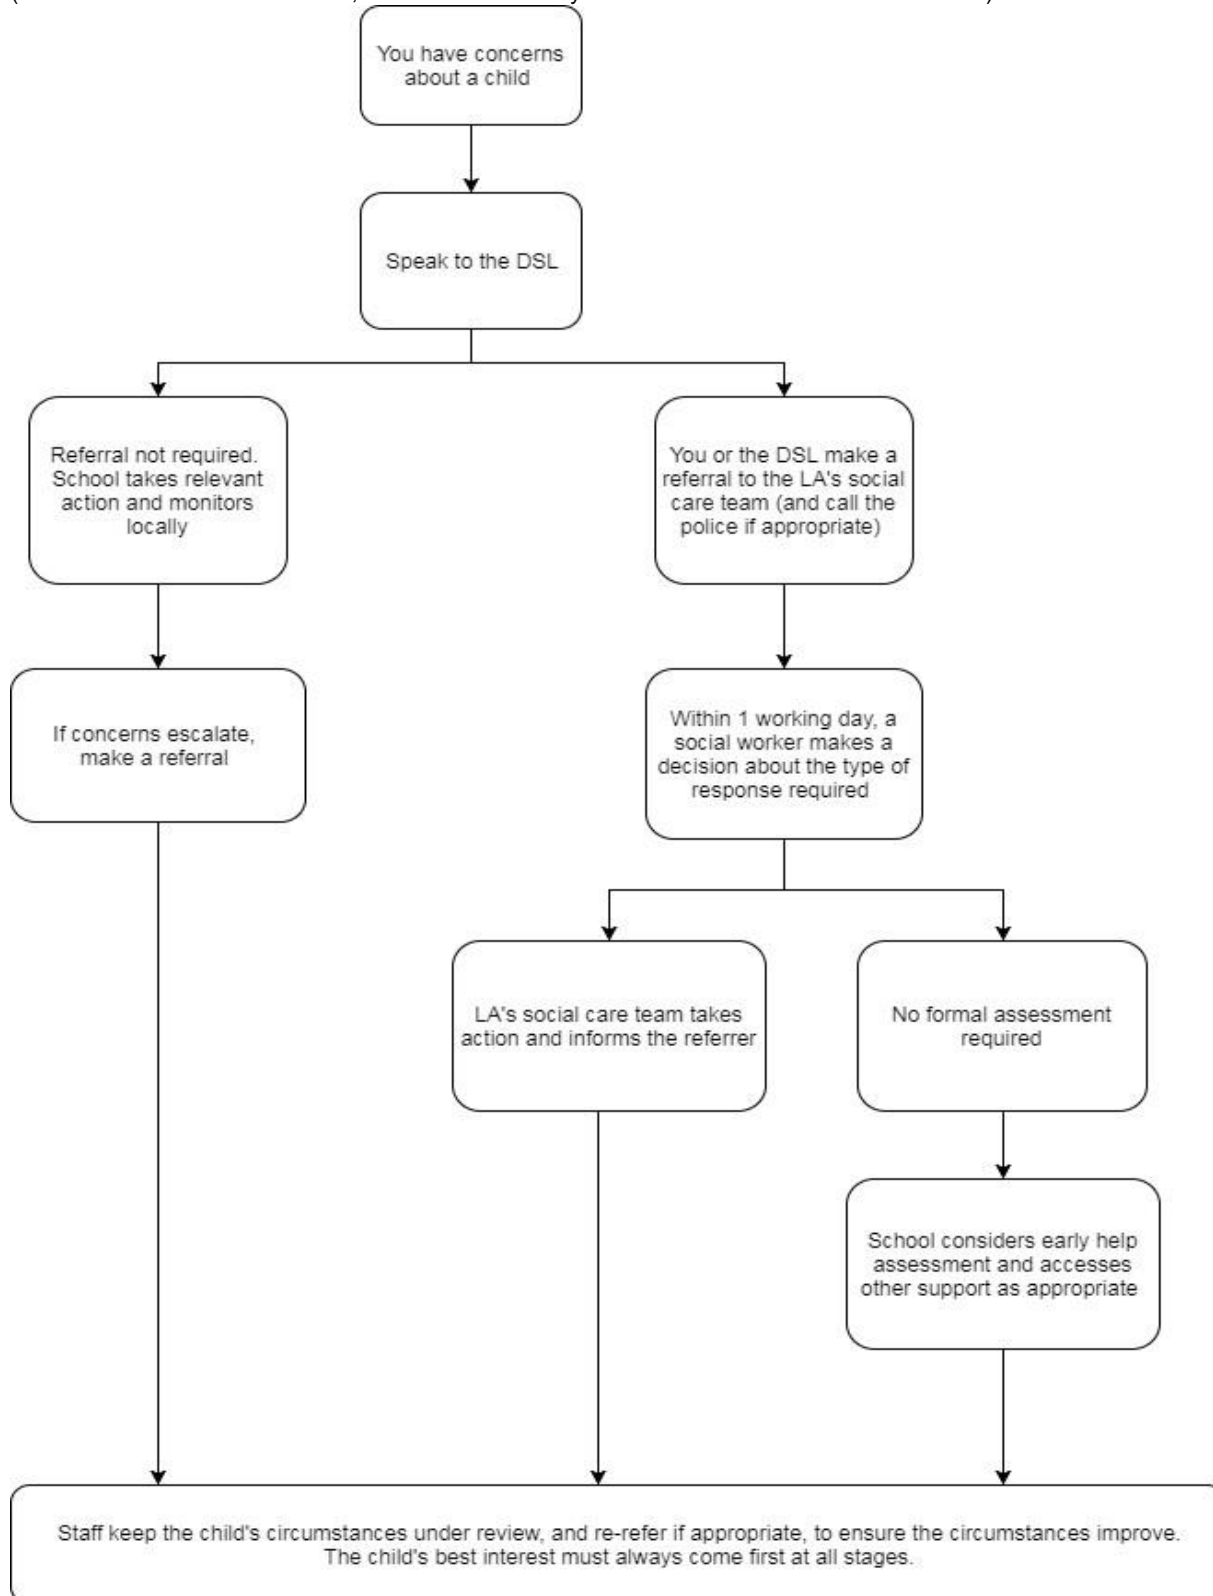 You have concerns
about a child
Speak to the DSL
Referral not required.
School takes relevant
action and monitors
locally
You or the DSL make a
referral to the LA's social
care team (and call the
police if appropriate)
If concerns escalate,
make a referral
Within 1 working day, a
social worker makes a
decision about the type of
response required
LA's social care team takes
action and informs the referrer
No formal assessment
required
School considers early help
assessment and accesses
other support as appropriate
Staff keep the child's circumstances under review, and re-refer if appropriate, to ensure the circumstances improve.
The child's best interest must always come first at all stages.